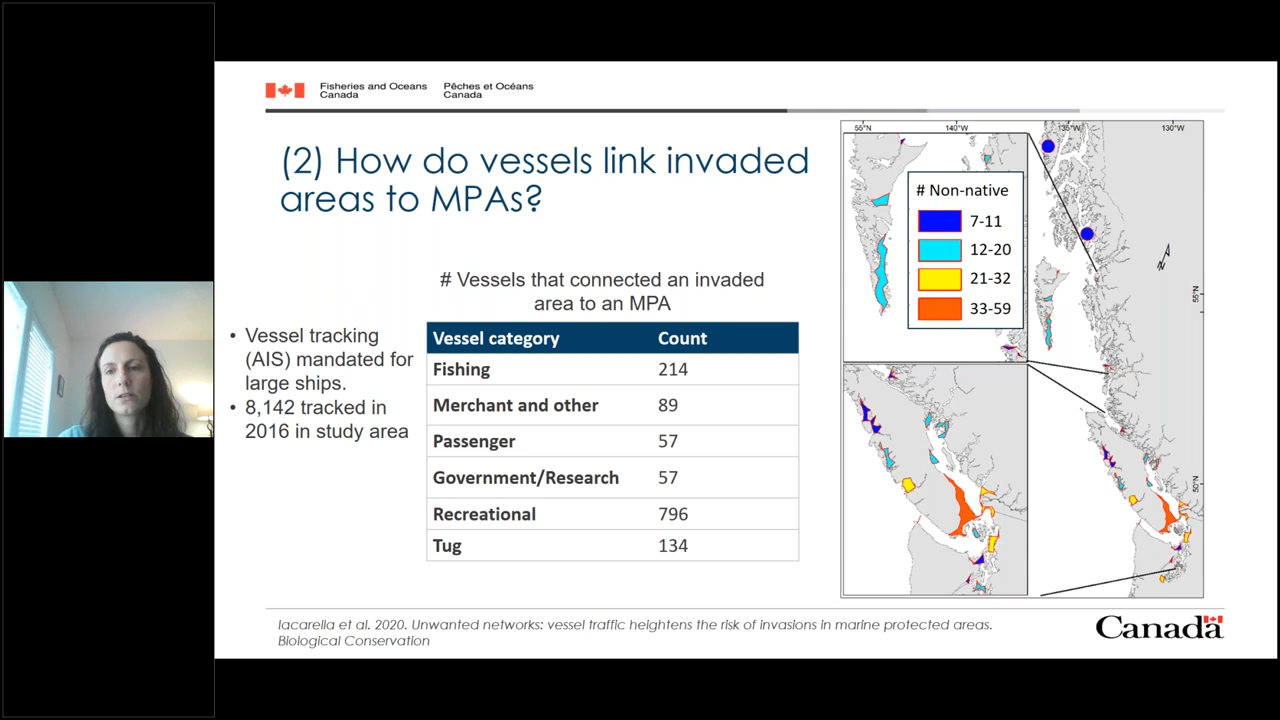 Fisheries and Oceans Pêches et Océans
Canada Canada
(2) How do vessels link invaded
areas to MPAs?
• Vessel tracking
(AIS) mandated for
large ships.
• 8,142 tracked in
2016 in study area
# Vessels that connected an invaded
area to an MPA
Vessel category Count
Fishing 214
Merchant and other 89
Passenger 57
Government/Research 57
Recreational 796
Tug 134
55°N 140°W 135°W 130°W
# Non-native
7-11
12-20
21-32
33-59
N
55°N
50°N
Iacarella et al. 2020. Unwanted networks: vessel traffic heightens the risk of invasions in marine protected areas.
Biological Conservation
Canada